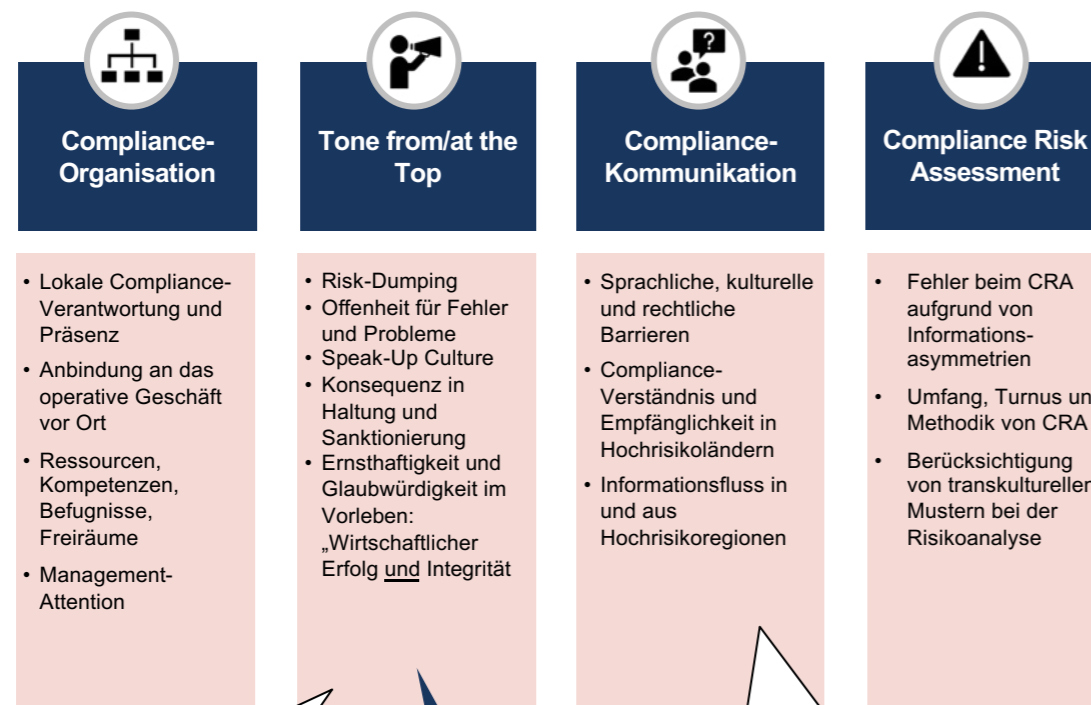 ?
Compliance-
Organisation
Tone from/at the
Top
Compliance-
Kommunikation
Compliance Risk
Assessment
• Lokale Compliance-
Verantwortung und
Präsenz
• Anbindung an das
operative Geschäft
vor Ort
• Ressourcen,
Kompetenzen,
Befugnisse,
Freiräume
• Management-
Attention
• Risk-Dumping
• Offenheit für Fehler
und Probleme
• Speak-Up Culture
• Konsequenz in
Haltung und
Sanktionierung
• Ernsthaftigkeit und
Glaubwürdigkeit im
Vorleben:
„Wirtschaftlicher
Erfolg und Integrität
• Sprachliche, kulturelle
und rechtliche
Barrieren
• Compliance-
Verständnis und
Empfänglichkeit in
Hochrisikoländern
• Informationsfluss in
und aus
Hochrisikoregionen
• Fehler beim CRA
aufgrund von
Informations-
asymmetrien
• Umfang, Turnus un
Methodik von CRA
• Berücksichtigung
von transkulturellen
Mustern bei der
Risikoanalyse